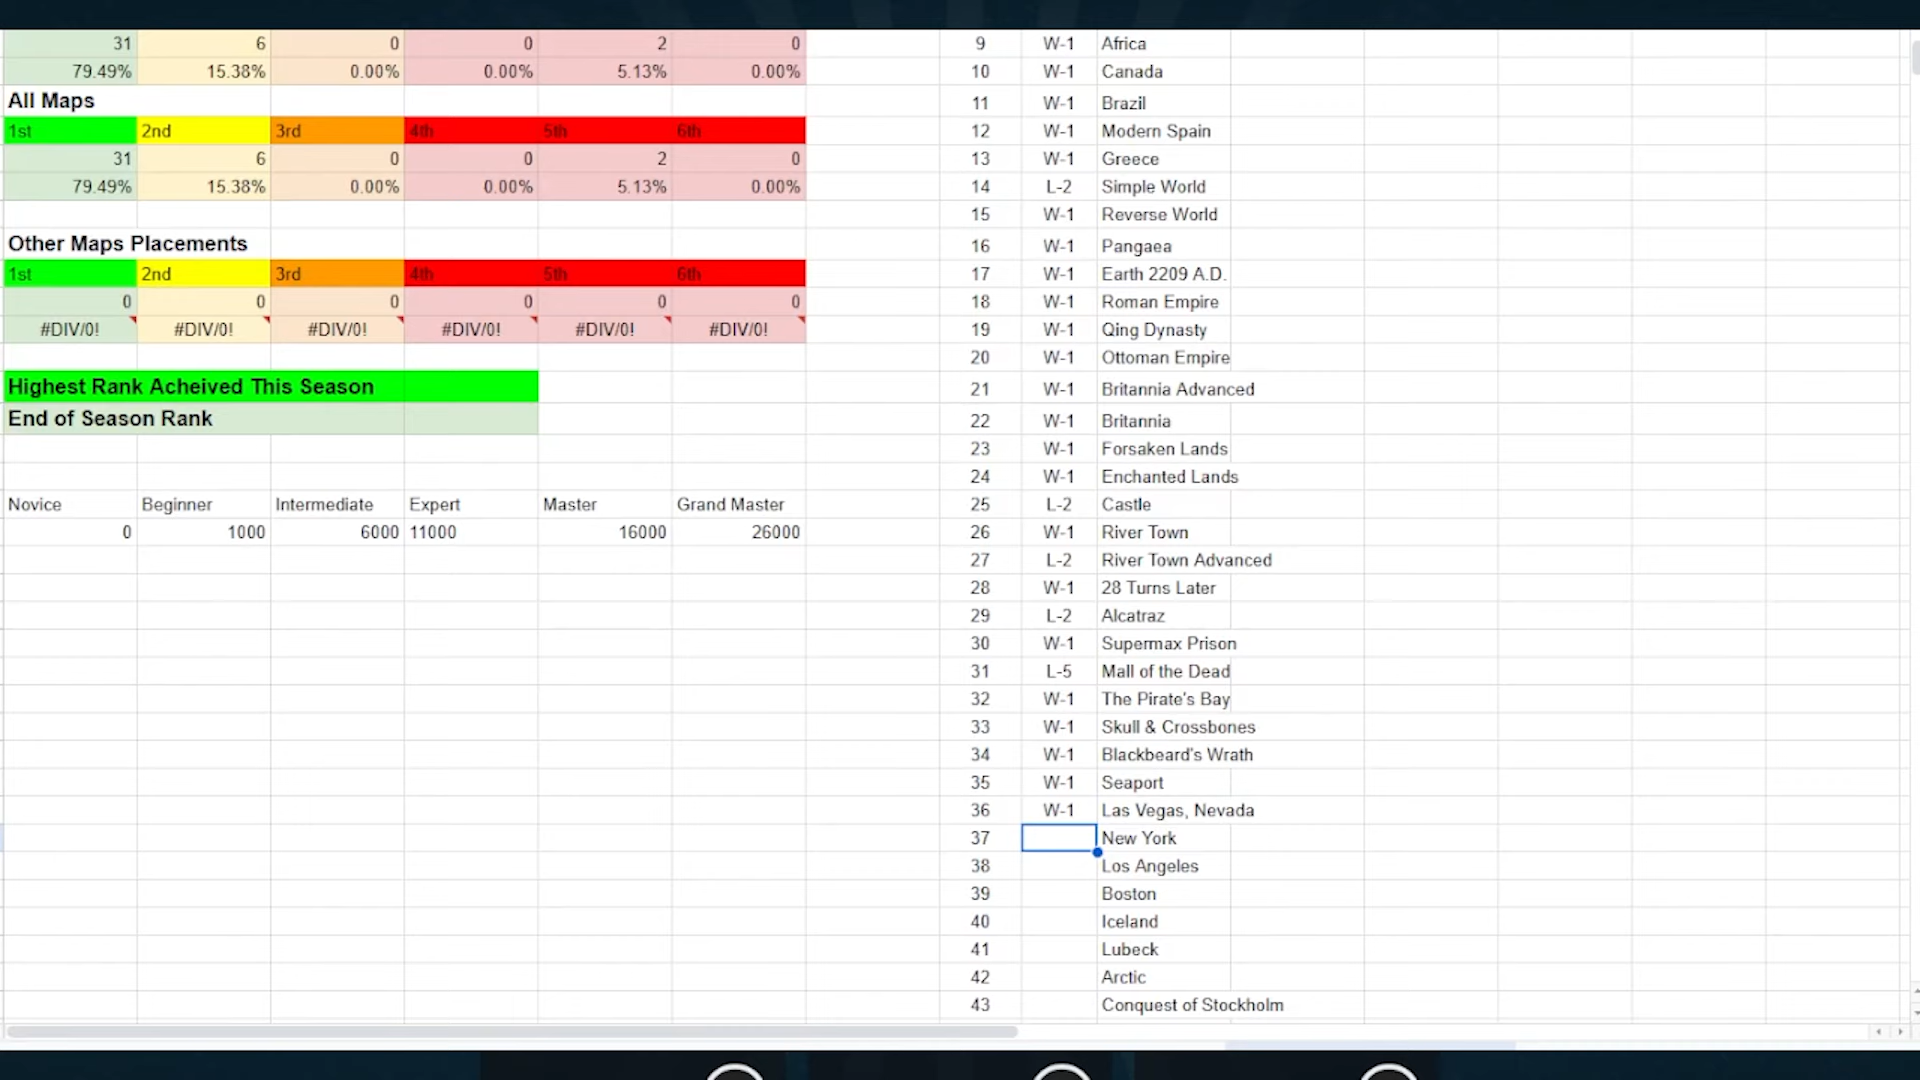 31 6 0 0 2 0
79.49% 15.38% 0.00% 0.00% 5.13% 0.00%
All Maps
1st 2nd 3rd 4th 5th 6th
31 6 0 0 2 0
79.49% 15.38% 0.00% 0.00% 5.13% 0.00%
Other Maps Placements
1st 2nd 3rd 4th 5th 6th
0 0 0 0 0 0
#DIV/0! #DIV/0! #DIV/0! #DIV/0! #DIV/0! #DIV/0!
Highest Rank Acheived This Season
End of Season Rank
Novice Beginner Intermediate Expert Master Grand Master
0 1000 6000 11000 16000 26000
9 W-1 Africa
10 W-1 Canada
11 W-1 Brazil
12 W-1 Modern Spain
13 W-1 Greece
14 L-2 Simple World
15 W-1 Reverse World
16 W-1 Pangaea
17 W-1 Earth 2209 A.D.
18 W-1 Roman Empire
19 W-1 Qing Dynasty
20 W-1 Ottoman Empire
21 W-1 Britannia Advanced
22 W-1 Britannia
23 W-1 Forsaken Lands
24 W-1 Enchanted Lands
25 L-2 Castle
26 W-1 River Town
27 L-2 River Town Advanced
28 W-1 28 Turns Later
29 L-2 Alcatraz
30 W-1 Supermax Prison
31 L-5 Mall of the Dead
32 W-1 The Pirate's Bay
33 W-1 Skull & Crossbones
34 W-1 Blackbeard's Wrath
35 W-1 Seaport
36 W-1 Las Vegas, Nevada
37 New York
38 Los Angeles
39 Boston
40 Iceland
41 Lubeck
42 Arctic
43 Conquest of Stockholm